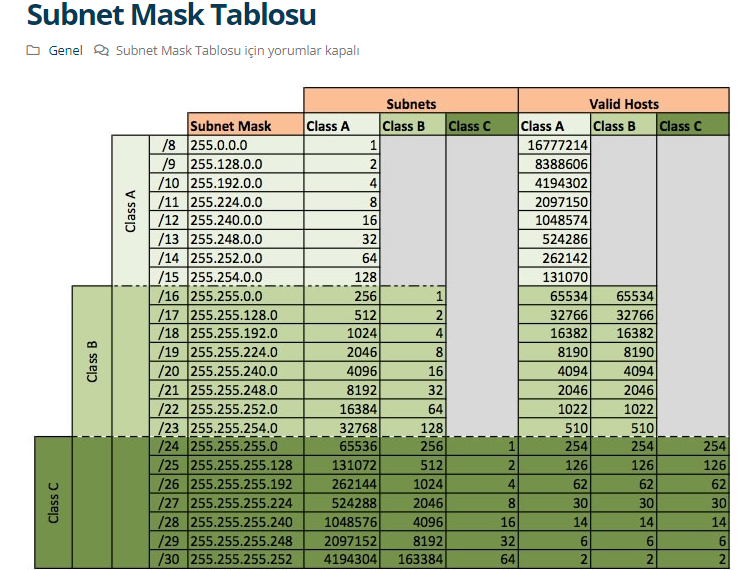 Subnet Mask Tablosu
Genel Subnet Mask Tablosu için yorumlar kapalı
Subnets Valid Hosts
Subnet Mask Class A Class B Class C Class A Class B Class C
Class A
/8 255.0.0.0 1 16777214
/9 255.128.0.0 2 8388606
/10 255.192.0.0 4 4194302
/11 255.224.0.0 8 2097150
/12 255.240.0.0 16 1048574
/13 255.248.0.0 32 524286
/14 255.252.0.0 64 262142
/15 255.254.0.0 128 131070
Class B
/16 255.255.0.0 256 1 65534 65534
/17 255.255.128.0 512 2 32766 32766
/18 255.255.192.0 1024 4 16382 16382
/19 255.255.224.0 2046 8 8190 8190
/20 255.255.240.0 4096 16 4094 4094
/21 255.255.248.0 8192 32 2046 2046
/22 255.255.252.0 16384 64 1022 1022
/23 255.255.254.0 32768 128 510 510
Class C
/24 255.255.255.0 65536 256 1 254 254 254
/25 255.255.255.128 131072 512 2 126 126 126
/26 255.255.255.192 262144 1024 4 62 62 62
/27 255.255.255.224 524288 2046 8 30 30 30
/28 255.255.255.240 1048576 4096 16 14 14 14
/29 255.255.255.248 2097152 8192 32 6 6 6
/30 255.255.255.252 4194304 163384 64 2 2 2